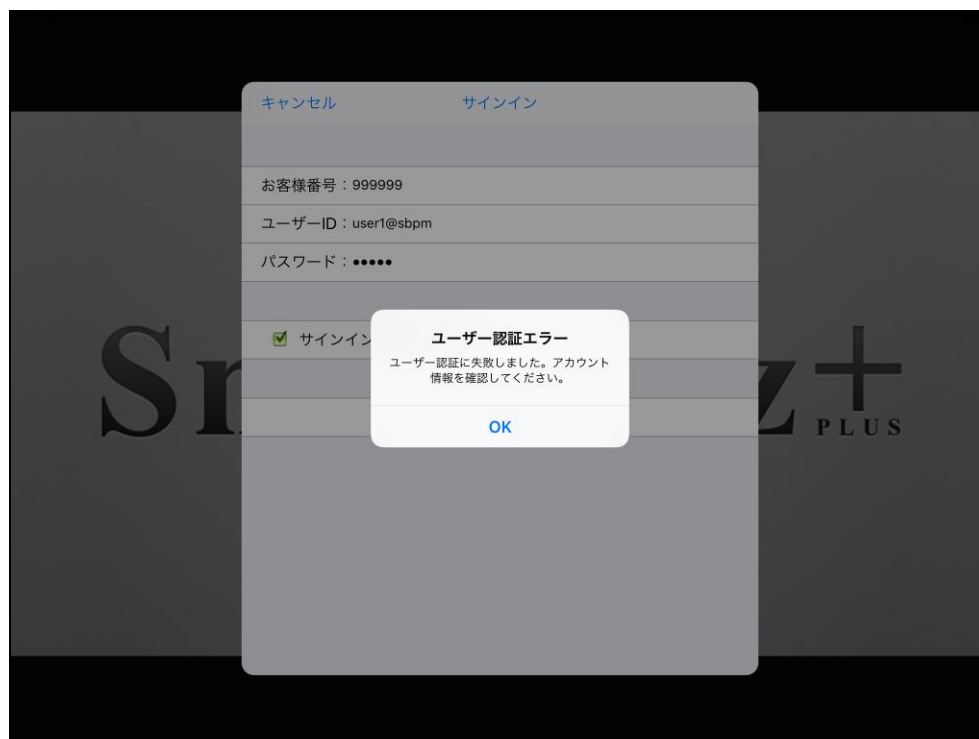 キャンセル
サインイン
お客様番号：999999
ユーザーID：user1@sbpm
パスワード：●●●●●
サインイン
ユーザー認証エラー
ユーザー認証に失敗しました。アカウント
情報を確認してください。
OK
PLUS